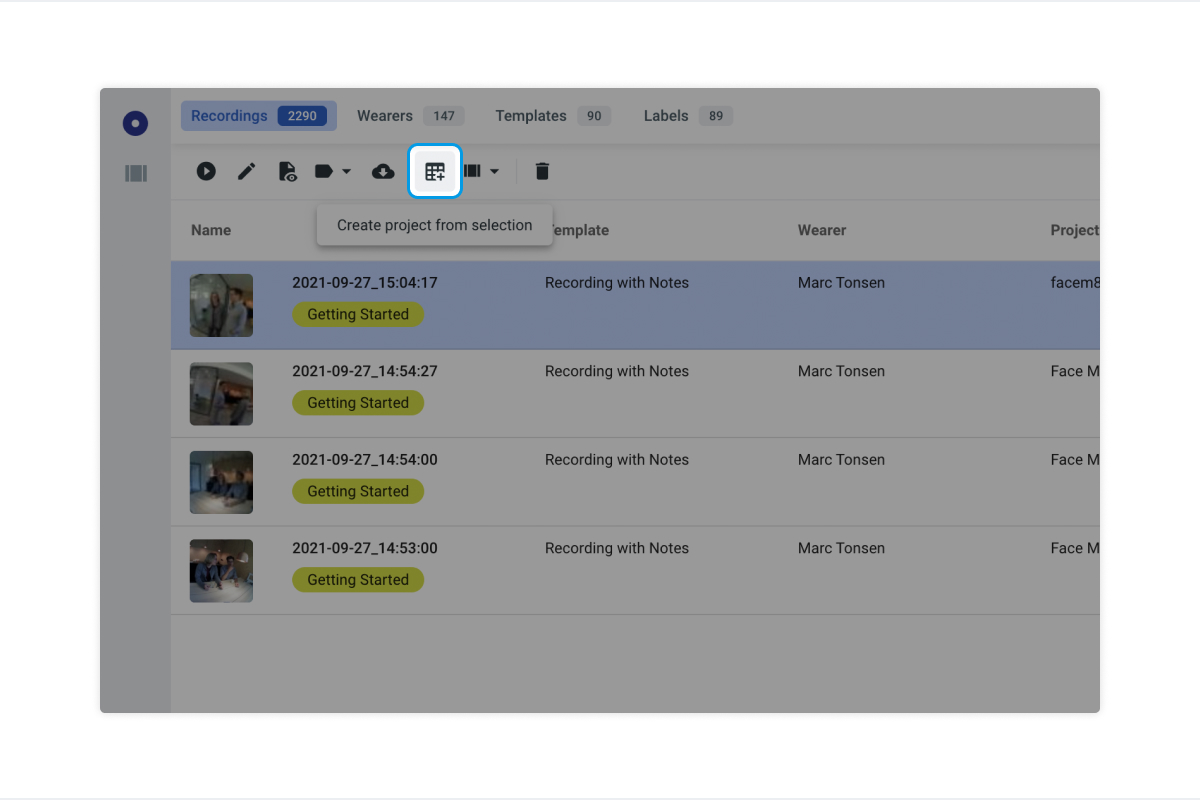 Recordings 2290 Wearers 147 Templates 90 Labels 89
Create project from selection
Name emplate Wearer Project
2021-09-27_15:04:17 Recording with Notes Marc Tonsen facem8
Getting Started
2021-09-27_14:54:27 Recording with Notes Marc Tonsen Face M
Getting Started
2021-09-27_14:54:00 Recording with Notes Marc Tonsen Face M
Getting Started
2021-09-27_14:53:00 Recording with Notes Marc Tonsen Face M
Getting Started